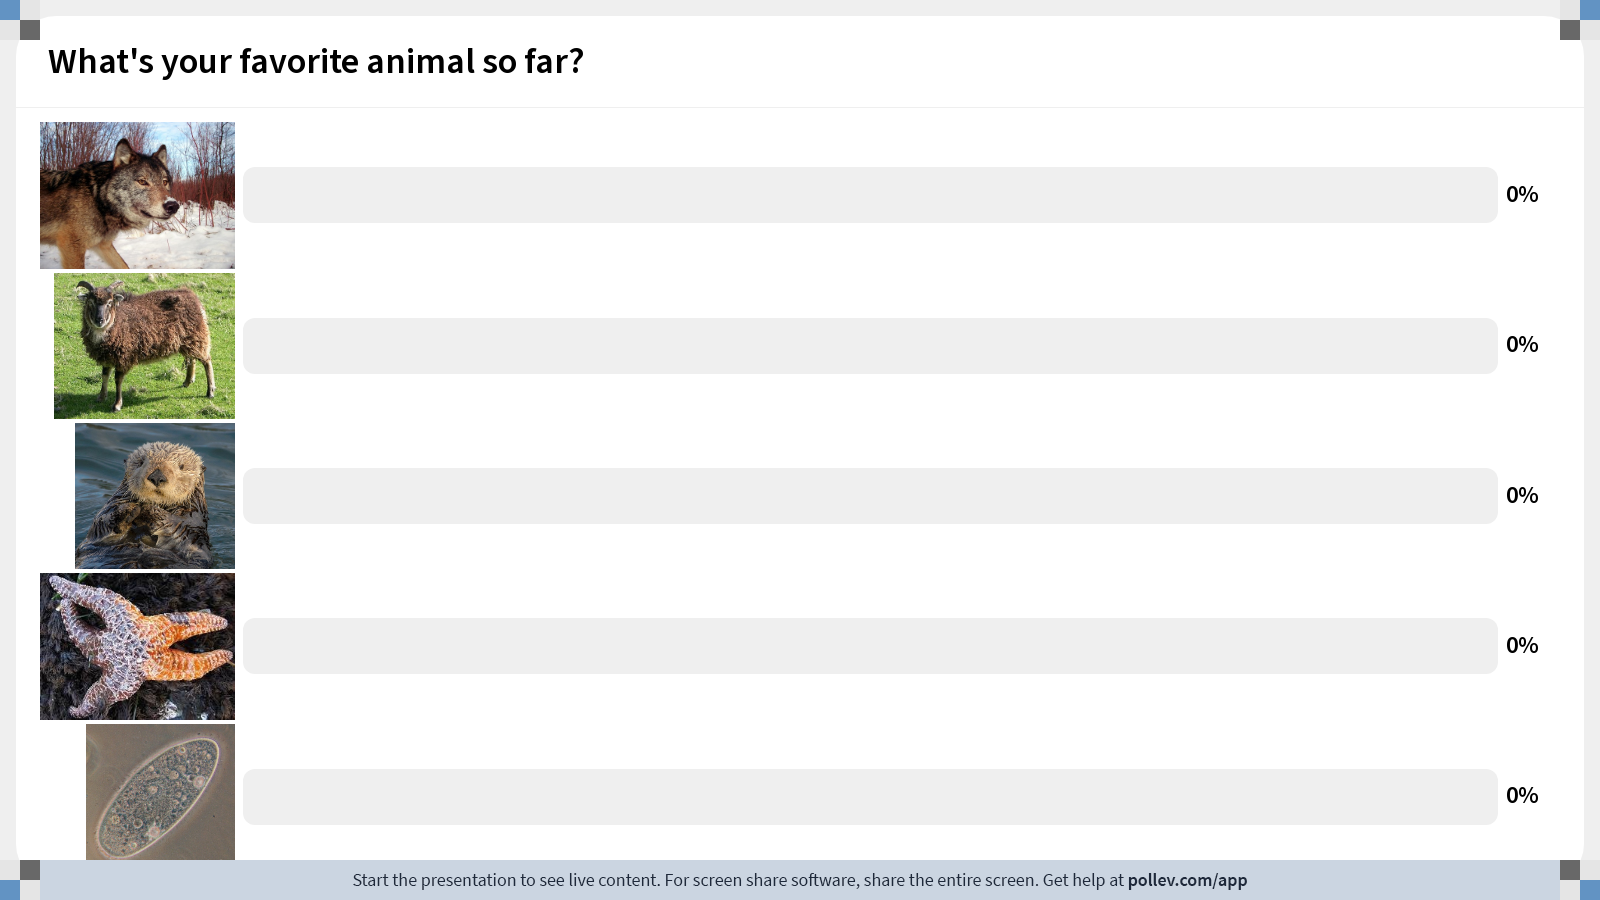 What's your favorite animal so far?
0%
0%
0%
0%
0%
Start the presentation to see live content. For screen share software, share the entire screen. Get help at pollev.com/app